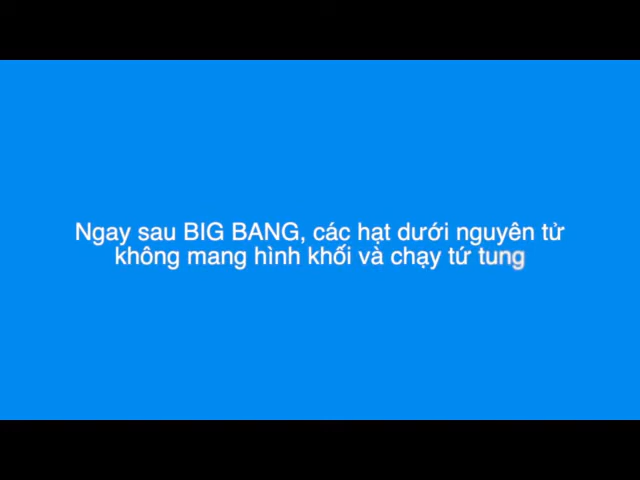 Ngay sau BIG BANG, các hạt dưới nguyên tử
không mang hình khối và chạy tứ tung